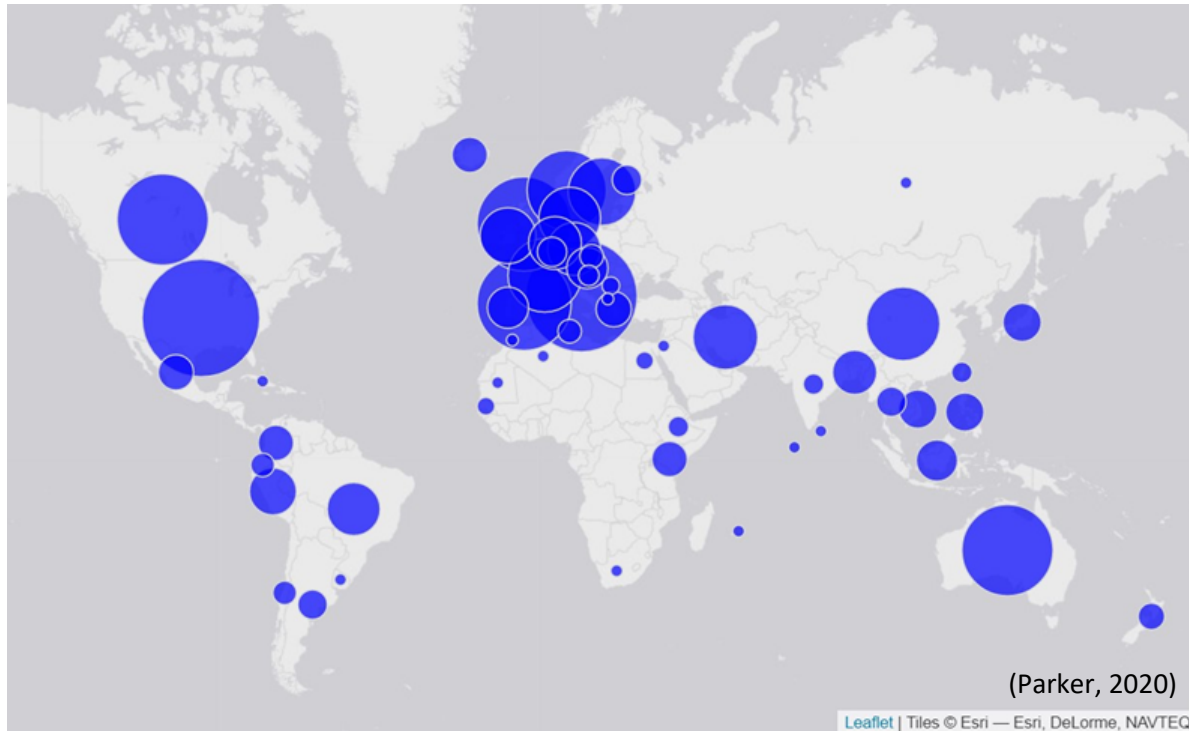 (Parker, 2020)
Leaflet | Tiles © Esri — Esri, DeLorme, NAVTEQ